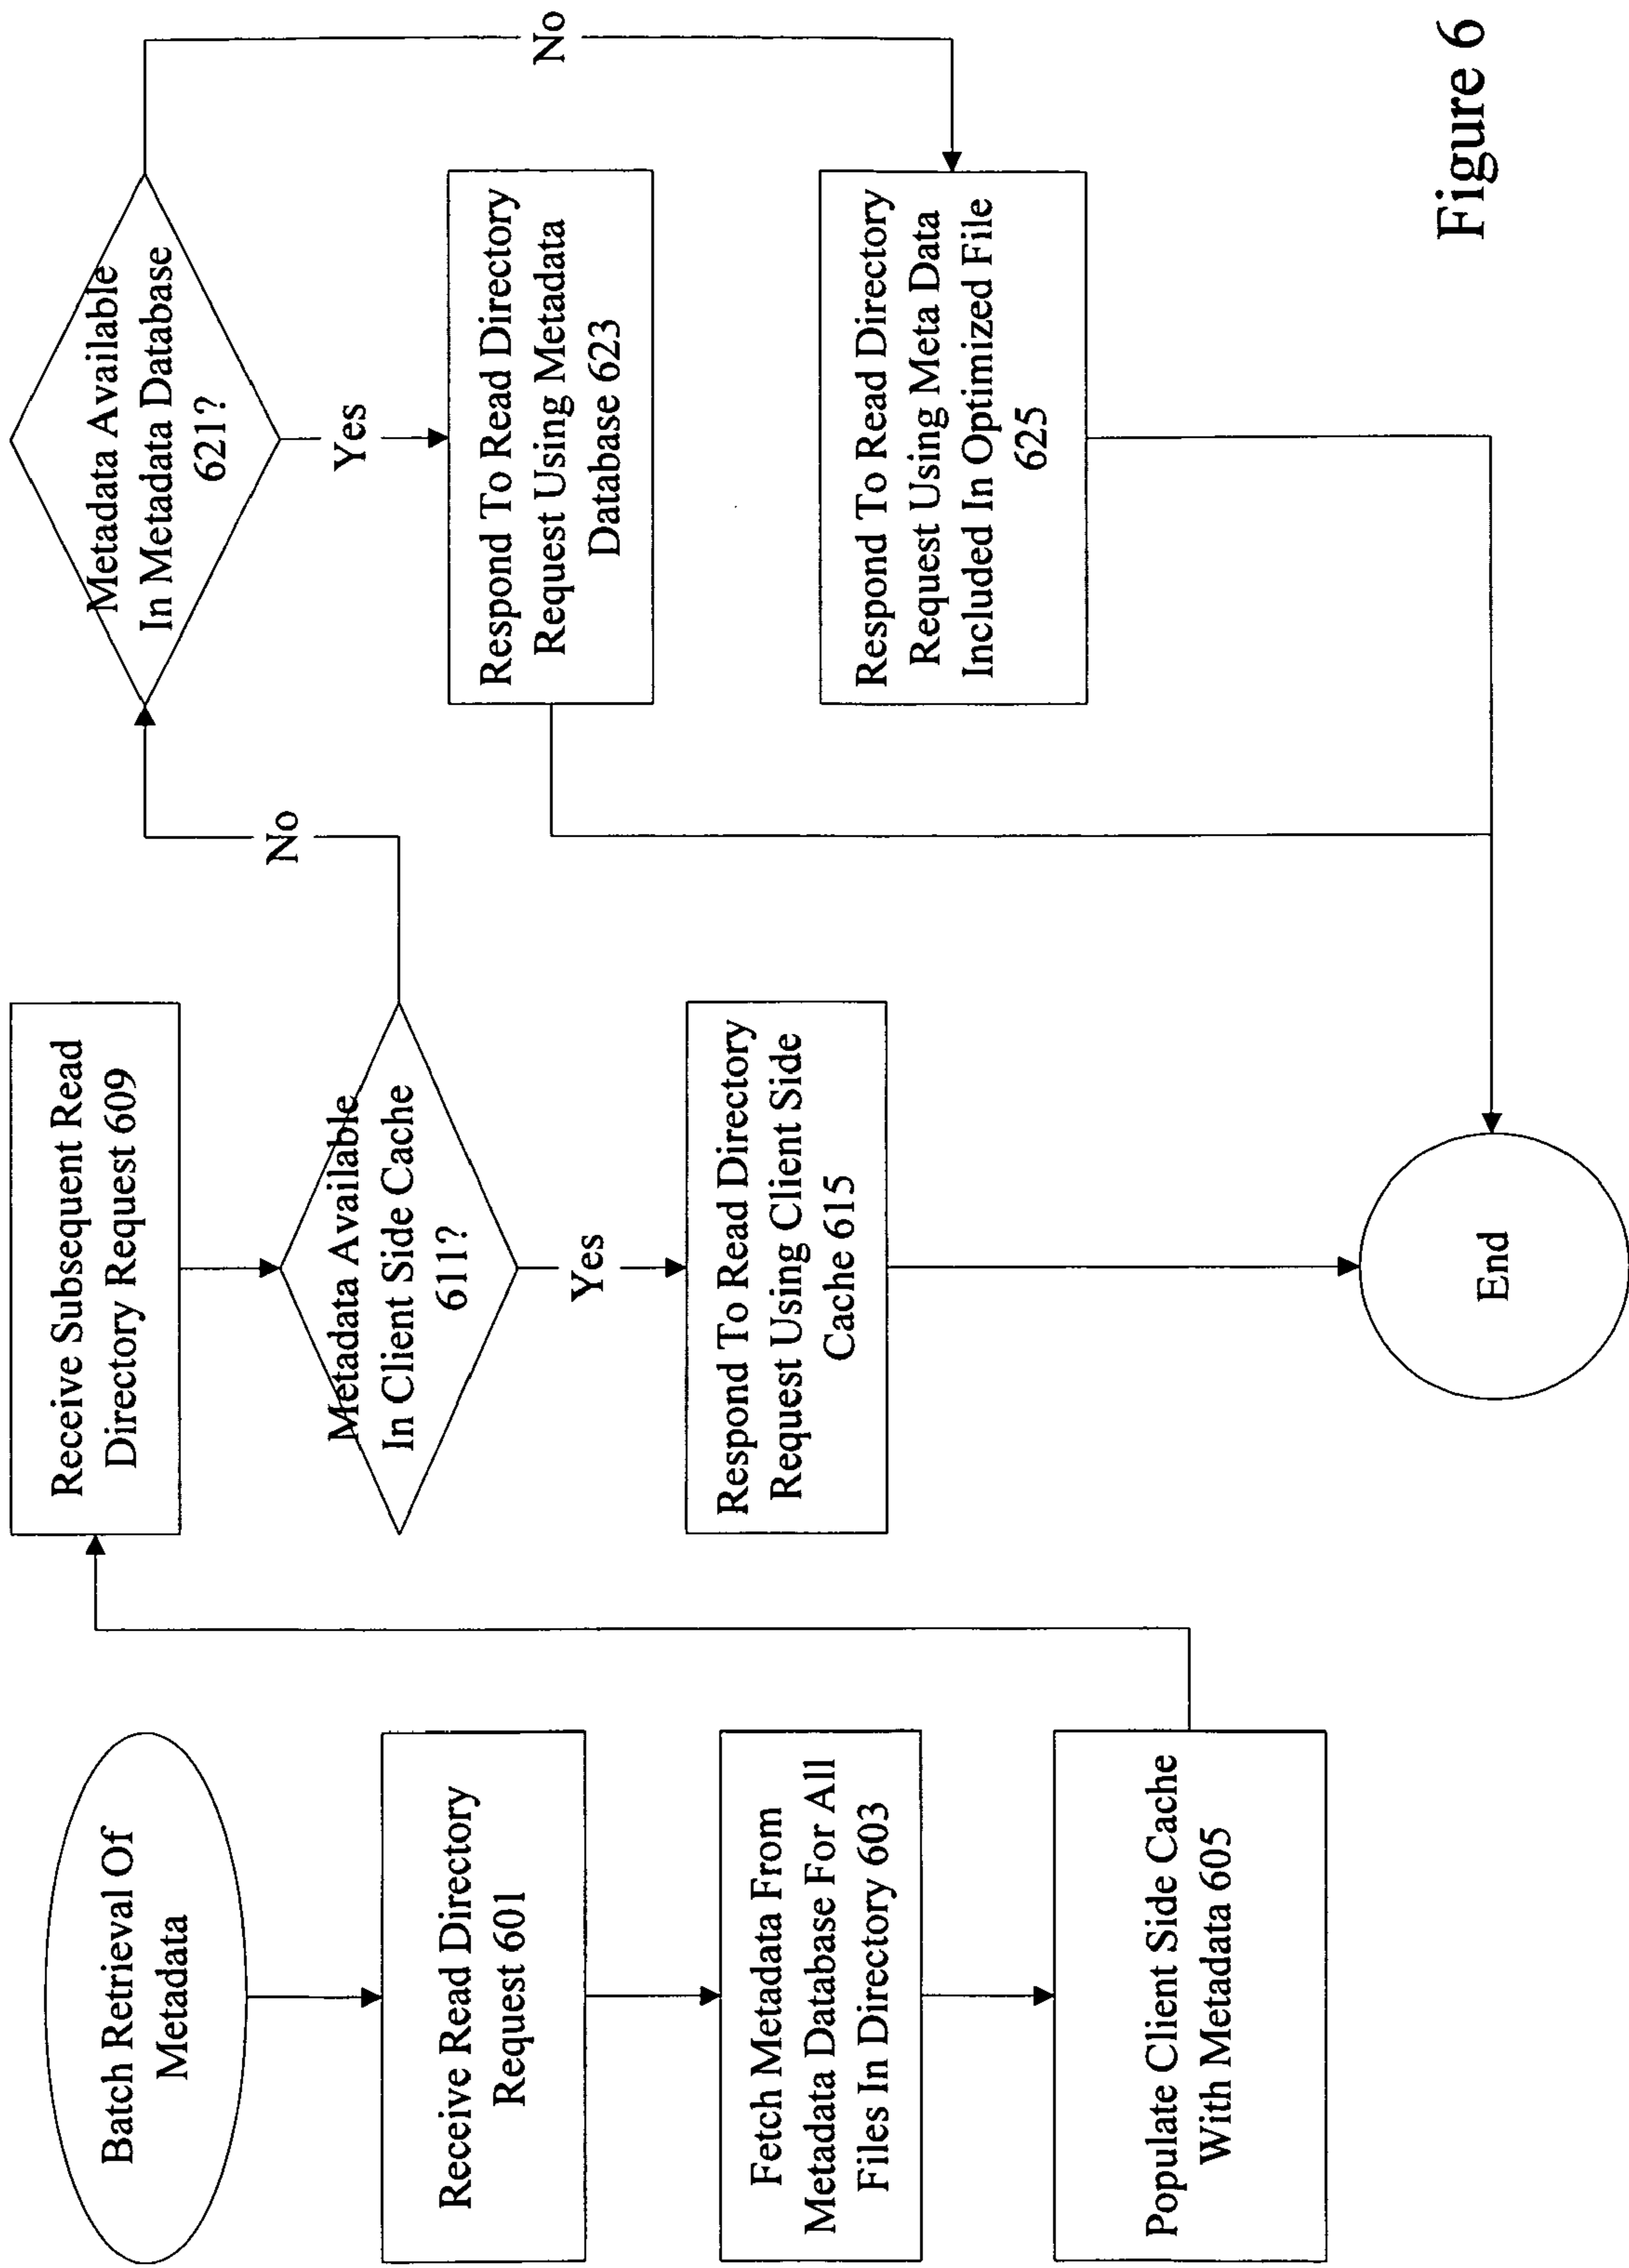 Batch Retrieval Of
Metadata
Receive Read Directory
Request 601
Fetch Metadata From
Metadata Database For All
Files In Directory 603
Populate Client Side Cache
With Metadata 605
Receive Subsequent Read
Directory Request 609
Metadata Available
In Client Side Cache
611?
No
Yes
Respond To Read Directory
Request Using Client Side
Cache 615
End
Metadata Available
In Metadata Database
621?
No
Yes
Respond To Read Directory
Request Using Metadata
Database 623
Respond To Read Directory
Request Using Meta Data
Included In Optimized File
625
Figure 6